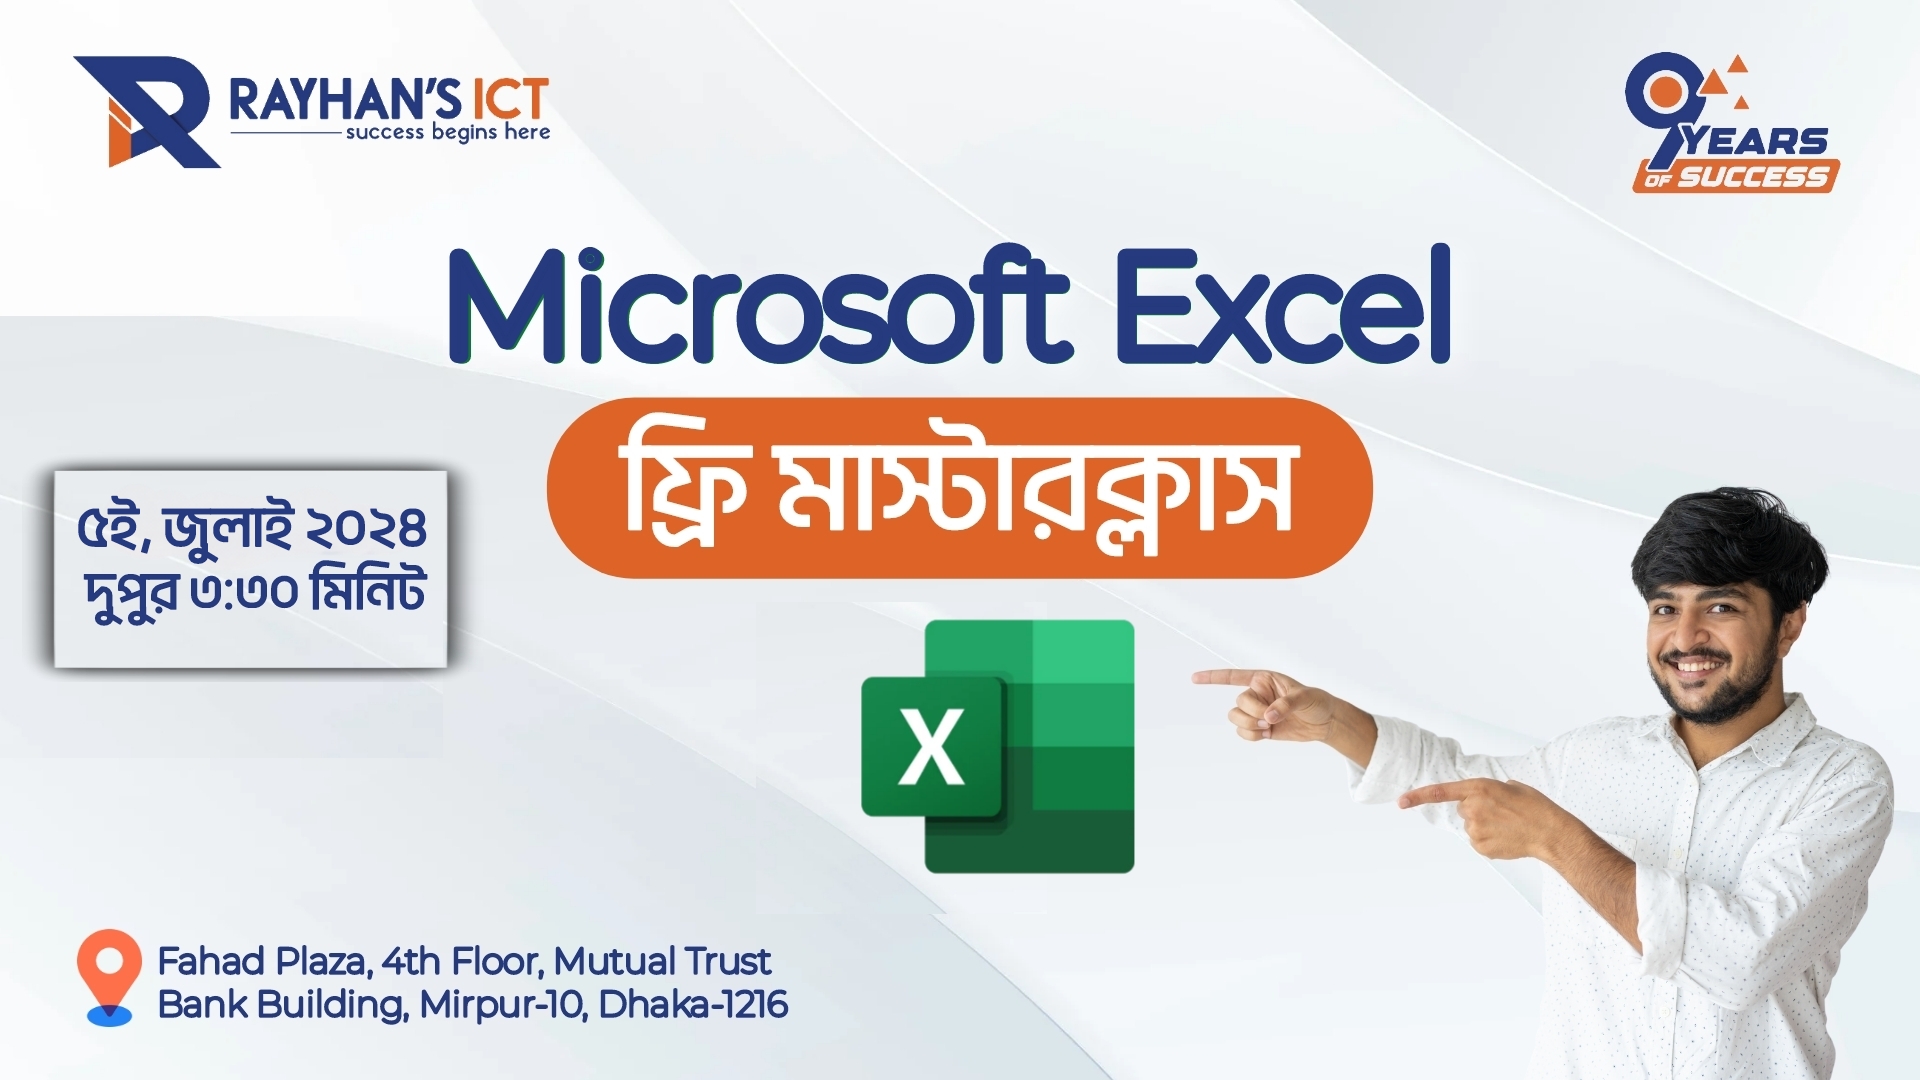 RAYHAN'S ICT
success begins here
9 YEARS
OF SUCCESS
Microsoft Excel
ফ্রি মাস্টারক্লাস
৫ই, জুলাই ২০২৪
দুপুর ৩:৩০ মিনিট
X
Fahad Plaza, 4th Floor, Mutual Trust
Bank Building, Mirpur-10, Dhaka-1216